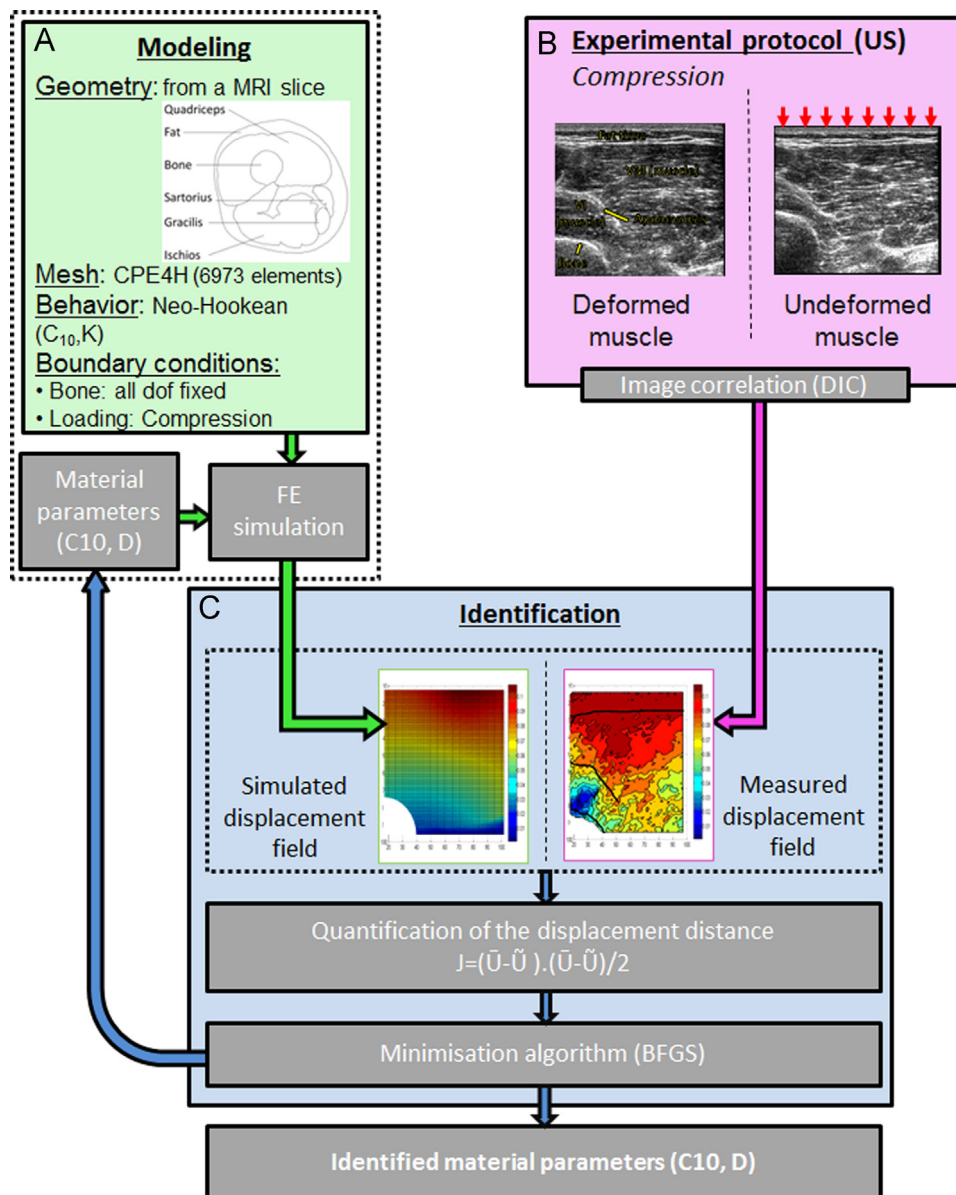 A
Modeling
Geometry: from a MRI slice
Quadriceps
Fat
Bone
Sartorius
Gracilis
Ischios
Mesh: CPE4H (6973 elements)
Behavior: Neo-Hookean
(C₁₀,K)
Boundary conditions:
• Bone: all dof fixed
• Loading: Compression
Material
parameters
(C10, D)
FE
simulation
B
Experimental protocol (US)
Compression
Fat tissue
(muscle)
VI
(muscle)
Aponevrosis
Bone
Deformed
muscle
Undeformed
muscle
Image correlation (DIC)
C
Identification
Simulated
displacement
field
Measured
displacement
field
Quantification of the displacement distance
J=(Ū-Ũ ).(Ū-Ũ)/2
Minimisation algorithm (BFGS)
Identified material parameters (C10, D)